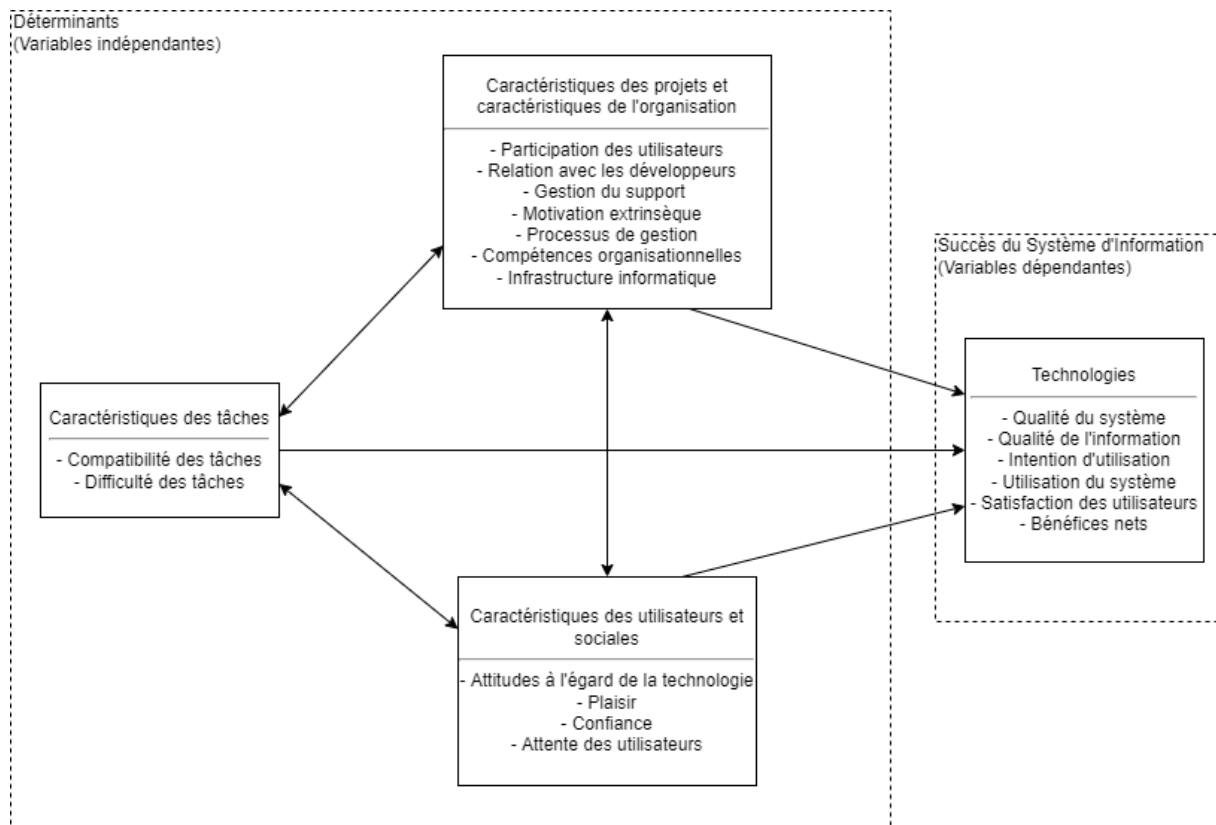 Déterminants
(Variables indépendantes)
Caractéristiques des projets et
caractéristiques de l'organisation
- Participation des utilisateurs
- Relation avec les développeurs
- Gestion du support
- Motivation extrinsèque
- Processus de gestion
- Compétences organisationnelles
- Infrastructure informatique
Caractéristiques des tâches
- Compatibilité des tâches
- Difficulté des tâches
Caractéristiques des utilisateurs et
sociales
- Attitudes à l'égard de la technologie
- Plaisir
- Confiance
- Attente des utilisateurs
Succès du Système d'Information
(Variables dépendantes)
Technologies
- Qualité du système
- Qualité de l'information
- Intention d'utilisation
- Utilisation du système
- Satisfaction des utilisateurs
- Bénéfices nets